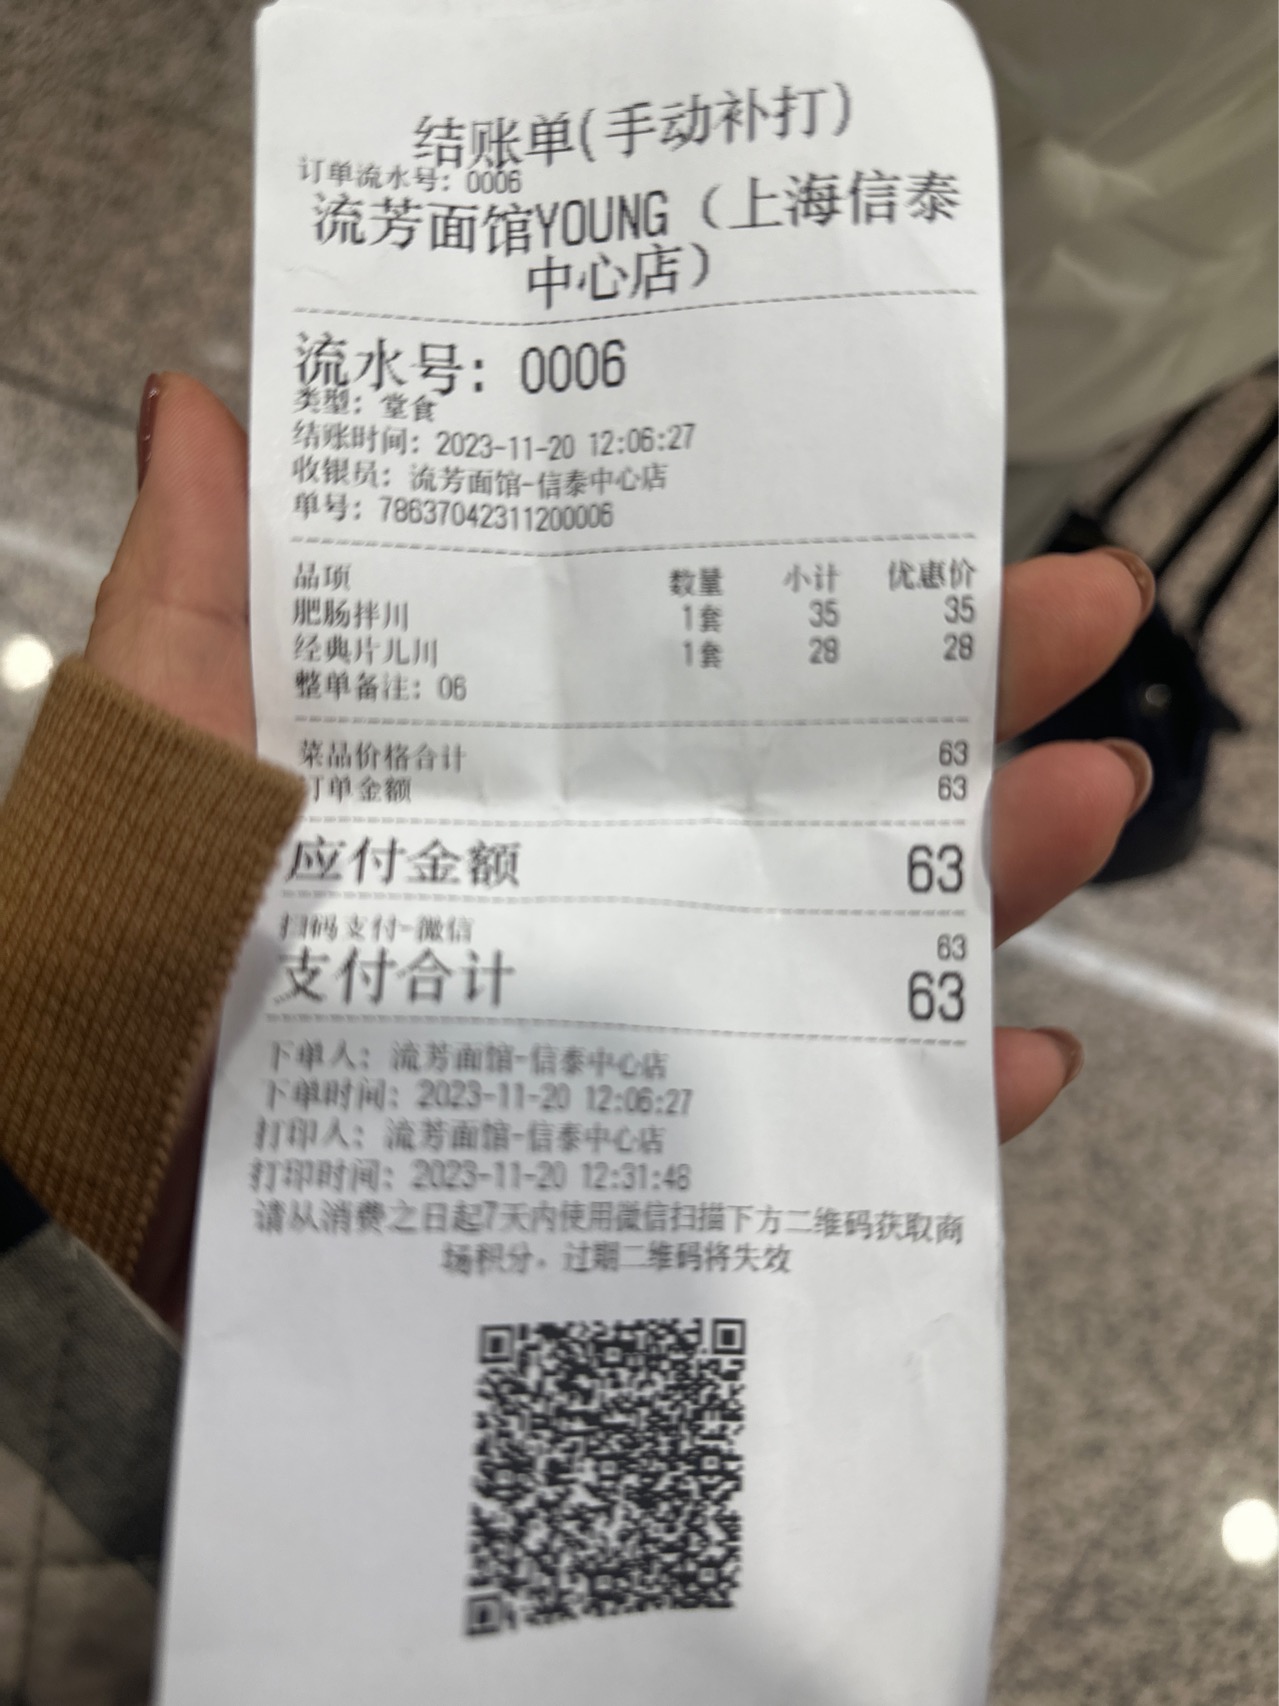 结账单(手动补打)
订单流水号: 0006
流芳面馆YOUNG（上海信泰
中心店）
流水号: 0006
类型: 堂食
结账时间: 2023-11-20 12:06:27
收银员: 流芳面馆-信泰中心店
单号: 78637042311200006
品项 数量 小计 优惠价
肥肠拌川 1套 35 35
经典片儿川 1套 28 28
整单备注: 06
菜品价格合计 63
订单金额 63
应付金额 63
扫码支付-微信 63
支付合计 63
下单人: 流芳面馆-信泰中心店
下单时间: 2023-11-20 12:06:27
打印人: 流芳面馆-信泰中心店
打印时间: 2023-11-20 12:31:48
请从消费之日起7天内使用微信扫描下方二维码获取商
场积分，过期二维码将失效